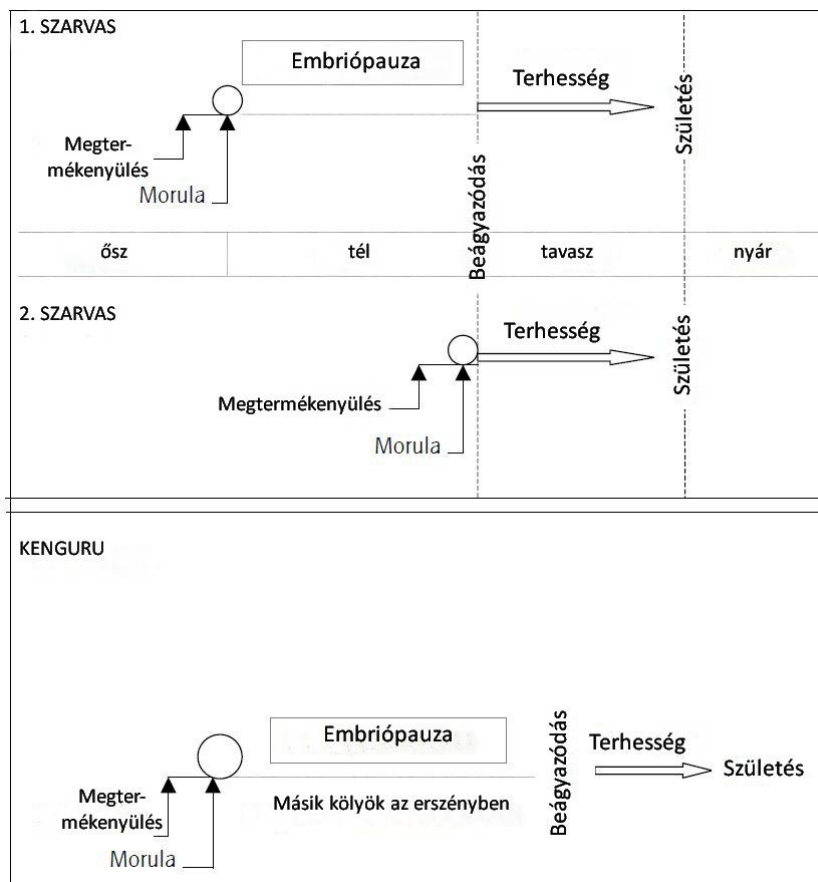 1. SZARVAS
Embriópauza
Terhesség
Születés
Megter-
mékenyülés
Morula
Beágyazódás
ősz tél tavasz nyár
2. SZARVAS
Terhesség
Születés
Megtermékenyülés
Morula
KENGURU
Embriópauza
Beágyazódás
Terhesség
Születés
Megter-
mékenyülés
Másik kölyök az erszényben
Morula